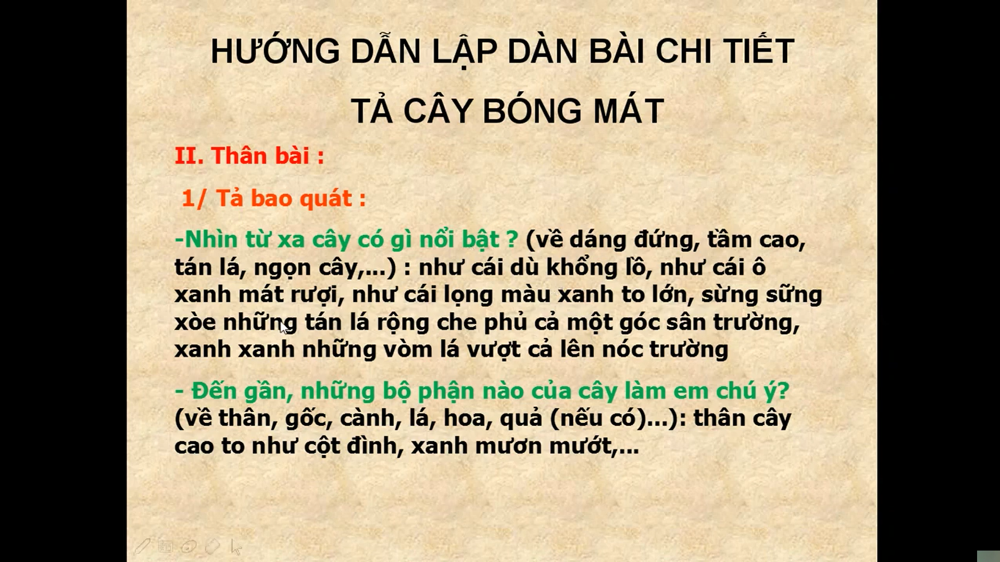 HƯỚNG DẪN LẬP DÀN BÀI CHI TIẾT
TẢ CÂY BÓNG MÁT
II. Thân bài :
1/ Tả bao quát :
-Nhìn từ xa cây có gì nổi bật ? (về dáng đứng, tầm cao,
tán lá, ngọn cây,...) : như cái dù khổng lồ, như cái ô
xanh mát rượi, như cái lọng màu xanh to lớn, sừng sững
xòe những tán lá rộng che phủ cả một góc sân trường,
xanh xanh những vòm lá vượt cả lên nóc trường
- Đến gần, những bộ phận nào của cây làm em chú ý?
(về thân, gốc, cành, lá, hoa, quả (nếu có)...): thân cây
cao to như cột đình, xanh mươn mướt,...